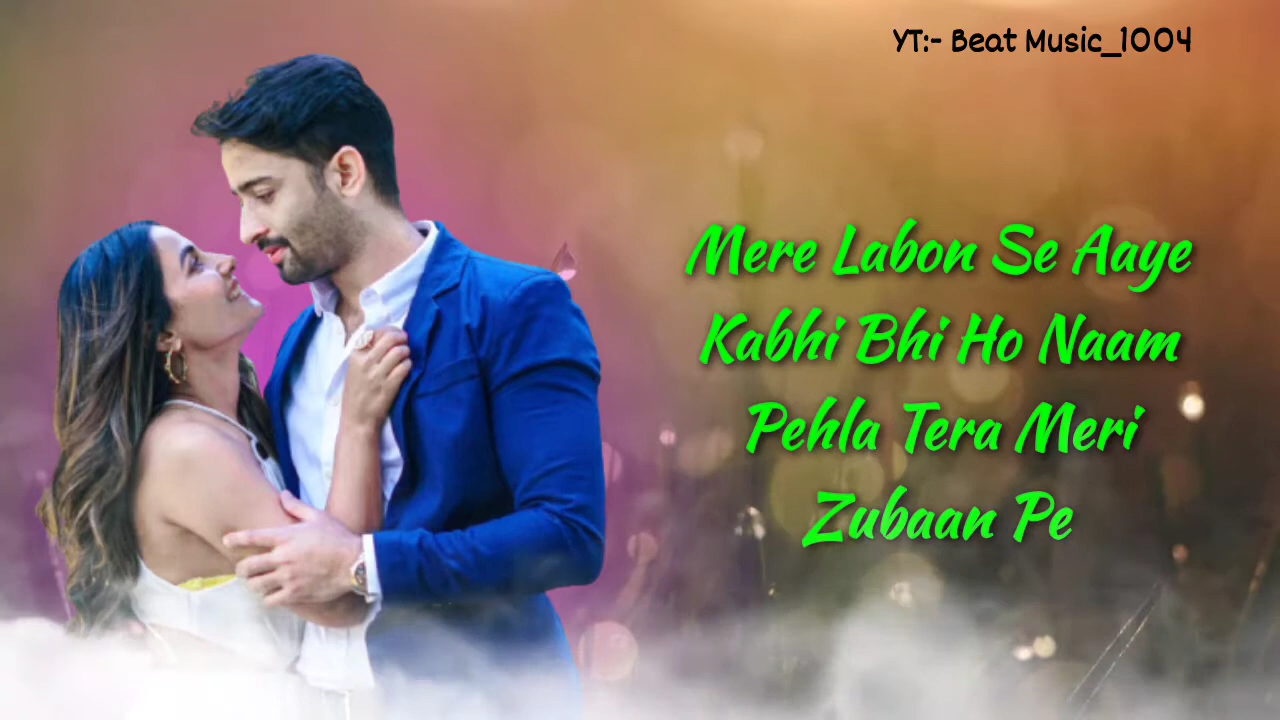 YT:- Beat Music_1004
Mere Labon Se Aaye
Kabhi Bhi Ho Naam
Pehla Tera Meri
Zubaan Pe